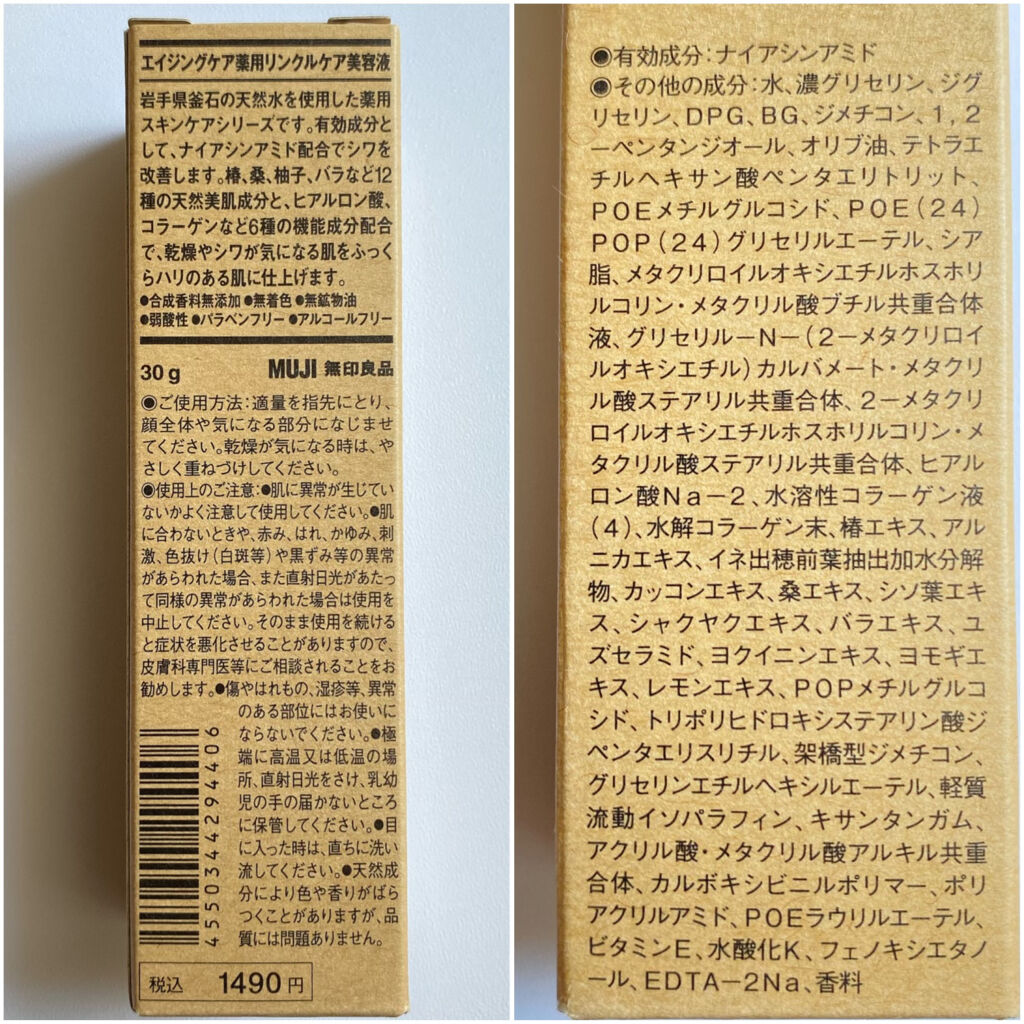 エイジングケア薬用リンクルケア美容液
岩手県釜石の天然水を使用した薬用
スキンケアシリーズです。有効成分と
して、ナイアシンアミド配合でシワを
改善します。椿、桑、柚子、バラなど12
種の天然美肌成分と、ヒアルロン酸、
コラーゲンなど6種の機能成分配合
で、乾燥やシワが気になる肌をふっく
らハリのある肌に仕上げます。
●合成香料無添加 ●無着色 ●無鉱物油
●弱酸性 ●パラベンフリー ●アルコールフリー
30g MUJI 無印良品
◉ご使用方法：適量を指先にとり、
顔全体や気になる部分になじませ
てください。乾燥が気になる時は、や
さしく重ねづけしてください。
◉使用上のご注意：●肌に異常が生じてい
ないかよく注意して使用してください。●肌
に合わないときや、赤み、はれ、かゆみ、刺
激、色抜け（白斑等）や黒ずみ等の異常
があらわれた場合、また直射日光があたっ
て同様の異常があらわれた場合は使用を
中止してください。そのまま使用を続ける
と症状を悪化させることがありますので、
皮膚科専門医等にご相談されることをお
勧めします。●傷やはれもの、湿疹等、異常
のある部位にはお使いに
ならないでください。●極
端に高温又は低温の場
所、直射日光をさけ、乳幼
児の手の届かないところ
に保管してください。●目
に入った時は、直ちに洗い
流してください。●天然成
分により色や香りがばら
つくことがありますが、品
質には問題ありません。
4550344294406
税込 1490円
◉有効成分：ナイアシンアミド
◉その他の成分：水、濃グリセリン、ジグ
リセリン、DPG、BG、ジメチコン、1，2
－ペンタンジオール、オリブ油、テトラエ
チルヘキサン酸ペンタエリトリット、
POEメチルグルコシド、POE（24）
POP（24）グリセリルエーテル、シア
脂、メタクリロイルオキシエチルホスホリ
ルコリン・メタクリル酸ブチル共重合体
液、グリセリル－N－（2－メタクリロイ
ルオキシエチル）カルバメート・メタクリ
ル酸ステアリル共重合体、2－メタクリ
ロイルオキシエチルホスホリルコリン・メ
タクリル酸ステアリル共重合体、ヒアル
ロン酸Na－2、水溶性コラーゲン液
（4）、水解コラーゲン末、椿エキス、アル
ニカエキス、イネ出穂前葉抽出加水分解
物、カッコンエキス、桑エキス、シソ葉エキ
ス、シャクヤクエキス、バラエキス、ユ
ズセラミド、ヨクイニンエキス、ヨモギエ
キス、レモンエキス、POPメチルグルコ
シド、トリポリヒドロキシステアリン酸ジ
ペンタエリスリチル、架橋型ジメチコン、
グリセリンエチルヘキシルエーテル、軽質
流動イソパラフィン、キサンタンガム、
アクリル酸・メタクリル酸アルキル共重
合体、カルボキシビニルポリマー、ポリ
アクリルアミド、POEラウリルエーテル、
ビタミンE、水酸化K、フェノキシエタノ
ール、EDTA－2Na、香料